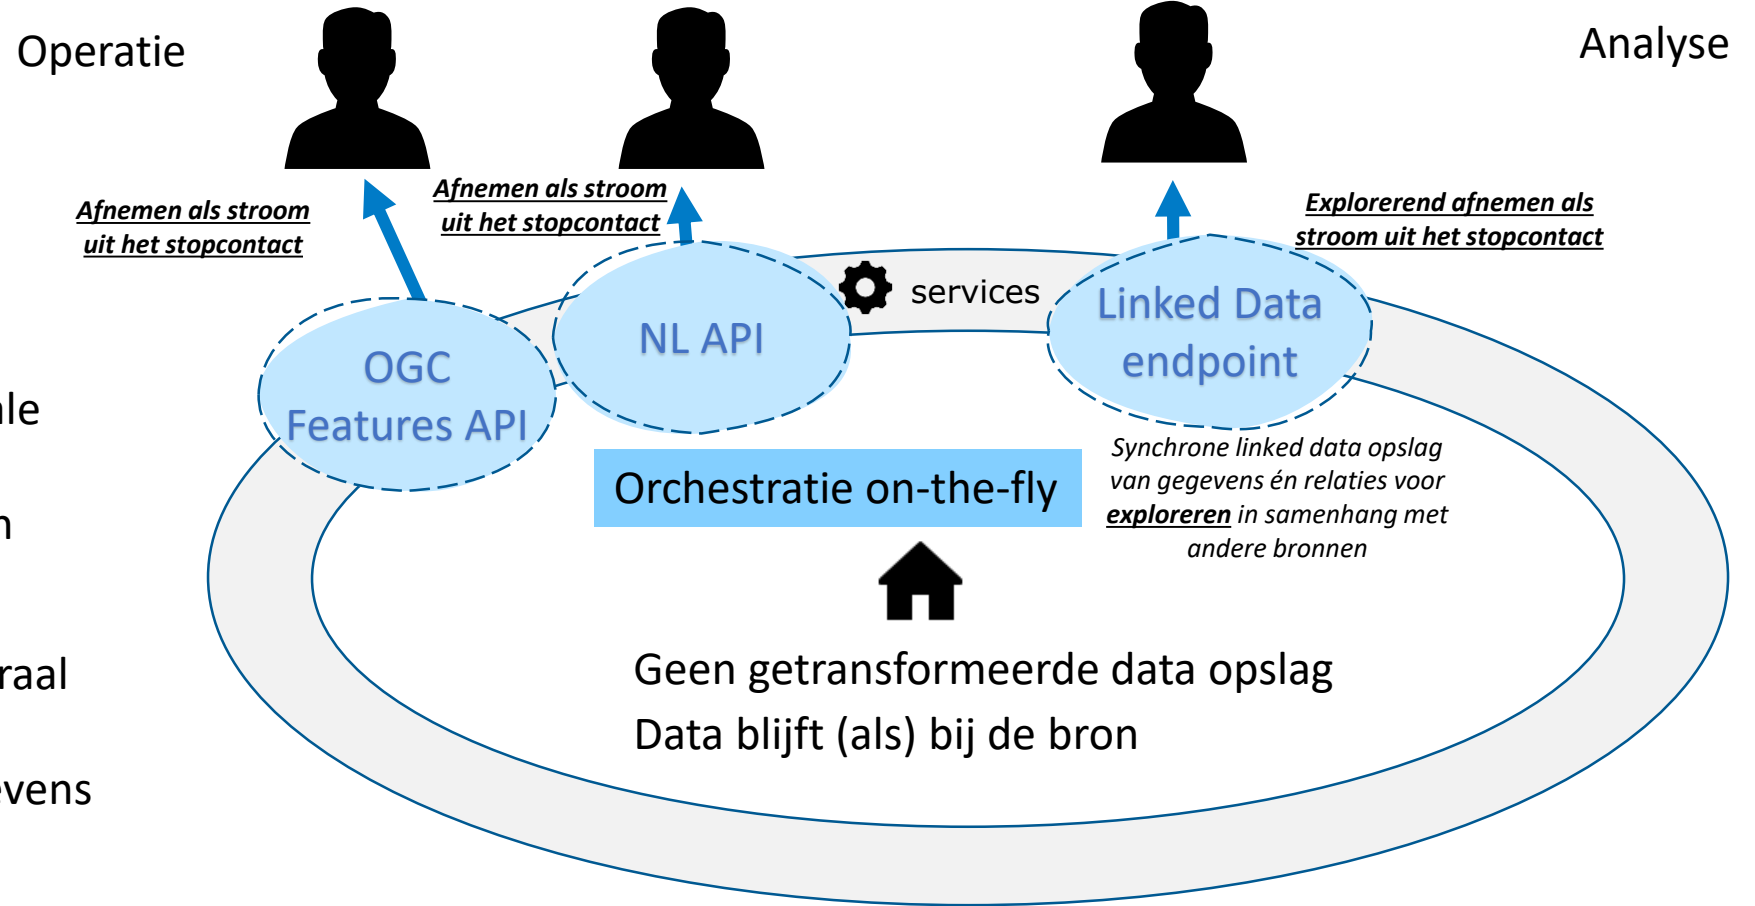 Operatie
Analyse
Afnemen als stroom
uit het stopcontact
Afnemen als stroom
uit het stopcontact
Explorerend afnemen als
stroom uit het stopcontact
services
OGC
Features API
NL API
Linked Data
endpoint
Orchestratie on-the-fly
Synchrone linked data opslag
van gegevens én relaties voor
exploreren in samenhang met
andere bronnen
Geen getransformeerde data opslag
Data blijft (als) bij de bron